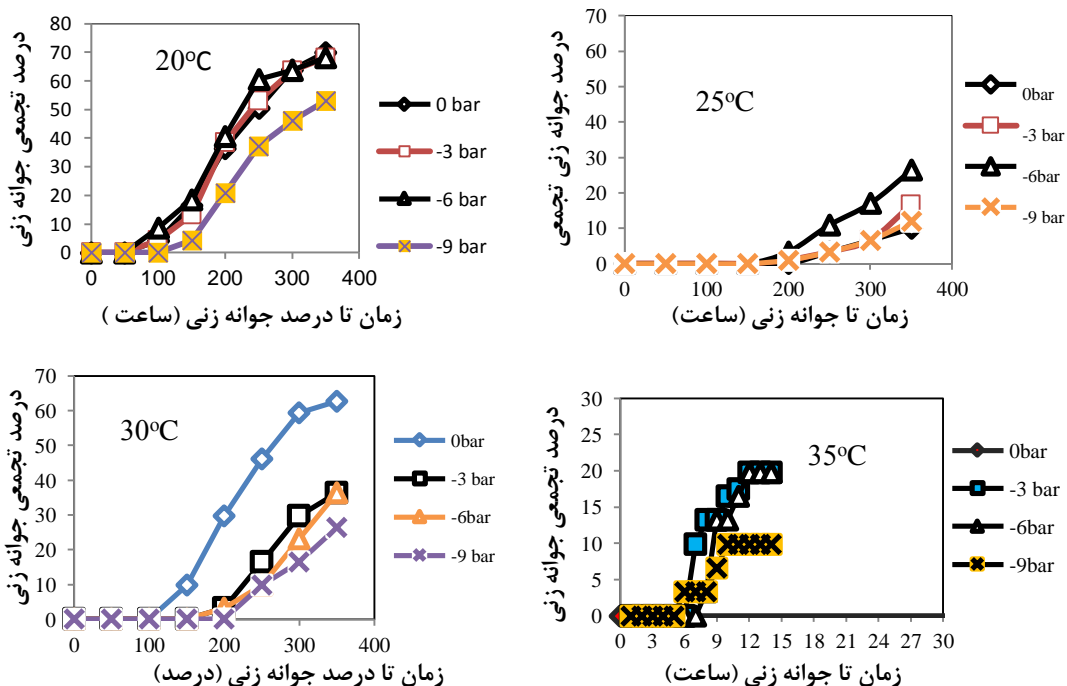 درصد تجمعی جوانه زنی
80
70
60
50
40
30
20
10
0
20°C
0 100 200 300 400
زمان تا درصد جوانه زنی (ساعت )
0 bar
-3 bar
-6 bar
-9 bar
درصد جوانه زنی تجمعی
70
60
50
40
30
20
10
0
25°C
0 100 200 300 400
زمان تا جوانه زنی (ساعت)
0bar
-3 bar
-6bar
-9 bar
درصد تجمعی جوانه زنی
70
60
50
40
30
20
10
0
30°C
0 100 200 300 400
زمان تا درصد جوانه زنی (درصد)
0bar
-3 bar
-6bar
-9 bar
درصد تجمعی جوانه زنی
30
25
20
15
10
5
0
35°C
0 3 6 9 12 15 18 21 24 27 30
زمان تا جوانه زنی (ساعت)
0bar
-3 bar
-6bar
-9bar